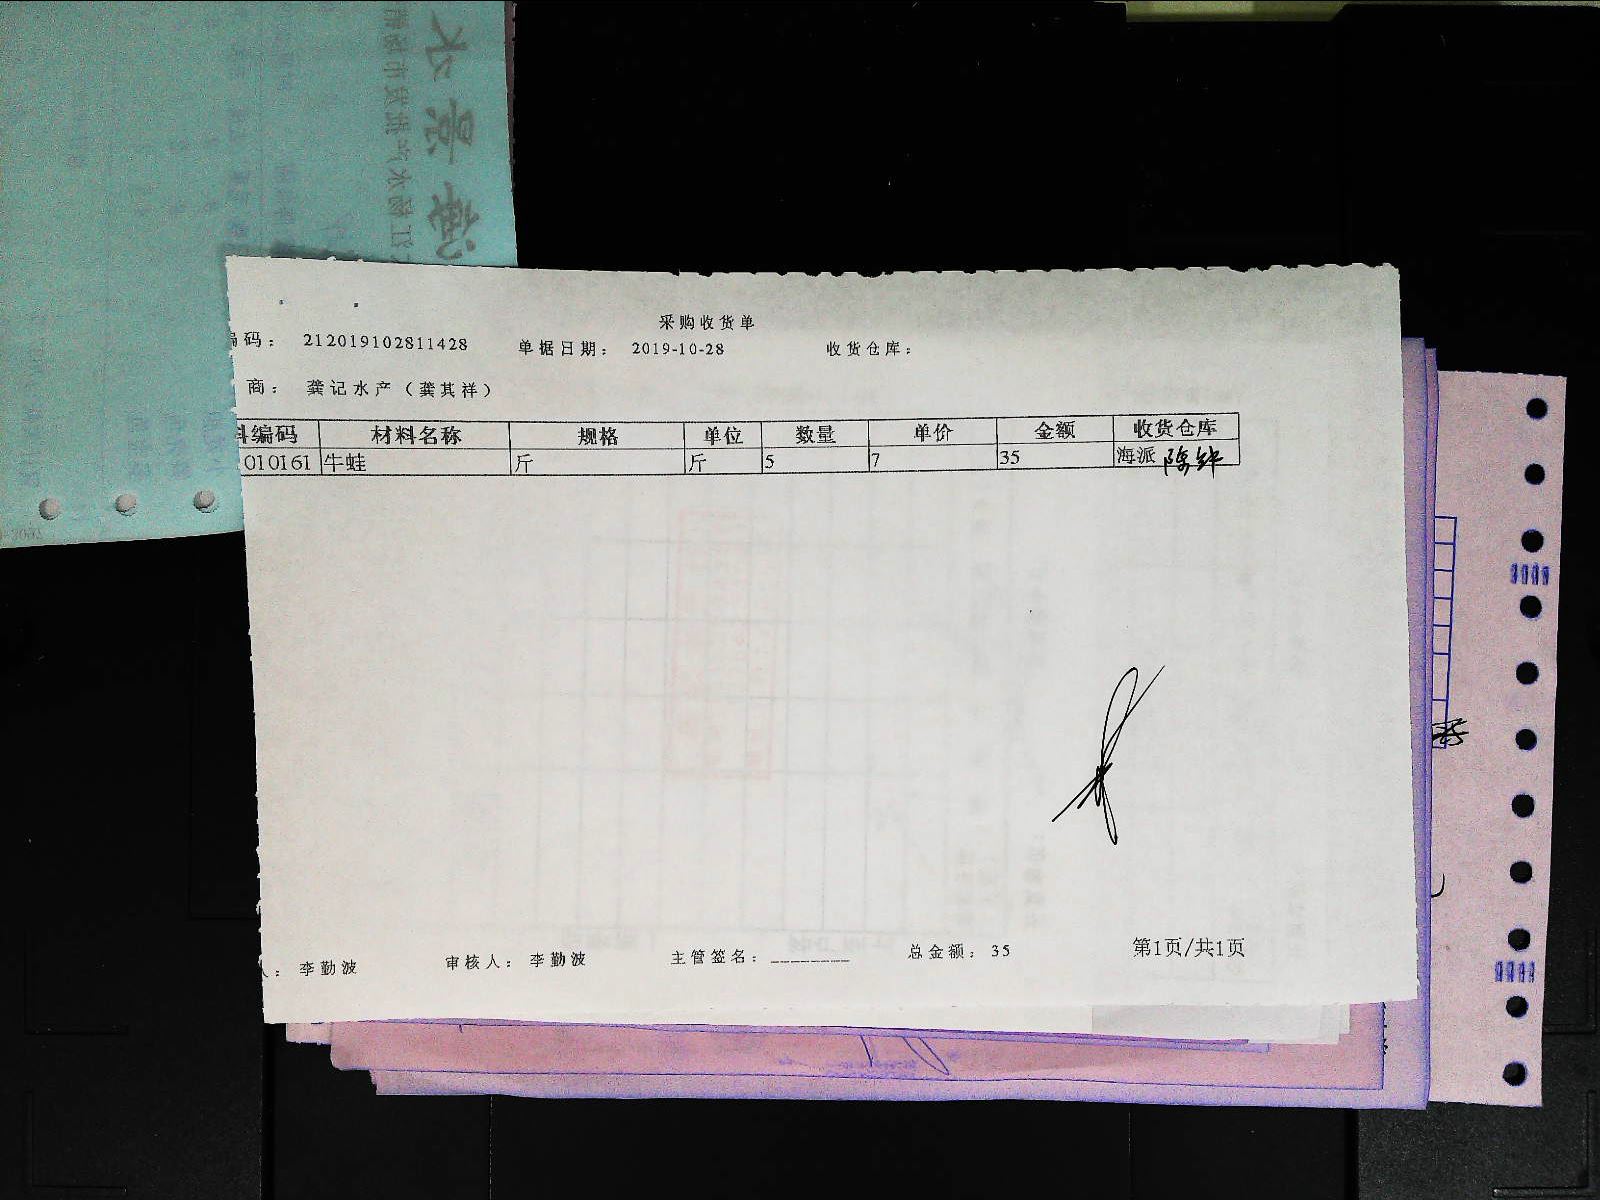 采购收货单
编码： 212019102811428 单据日期： 2019-10-28 收货仓库：
商： 龚记水产（龚其祥）
料编码 材料名称 规格 单位 数量 单价 金额 收货仓库
010161 牛蛙 斤 斤 5 7 35 海派
人： 李勤波 审核人： 李勤波 主管签名： ________ 总金额： 35 第1页/共1页